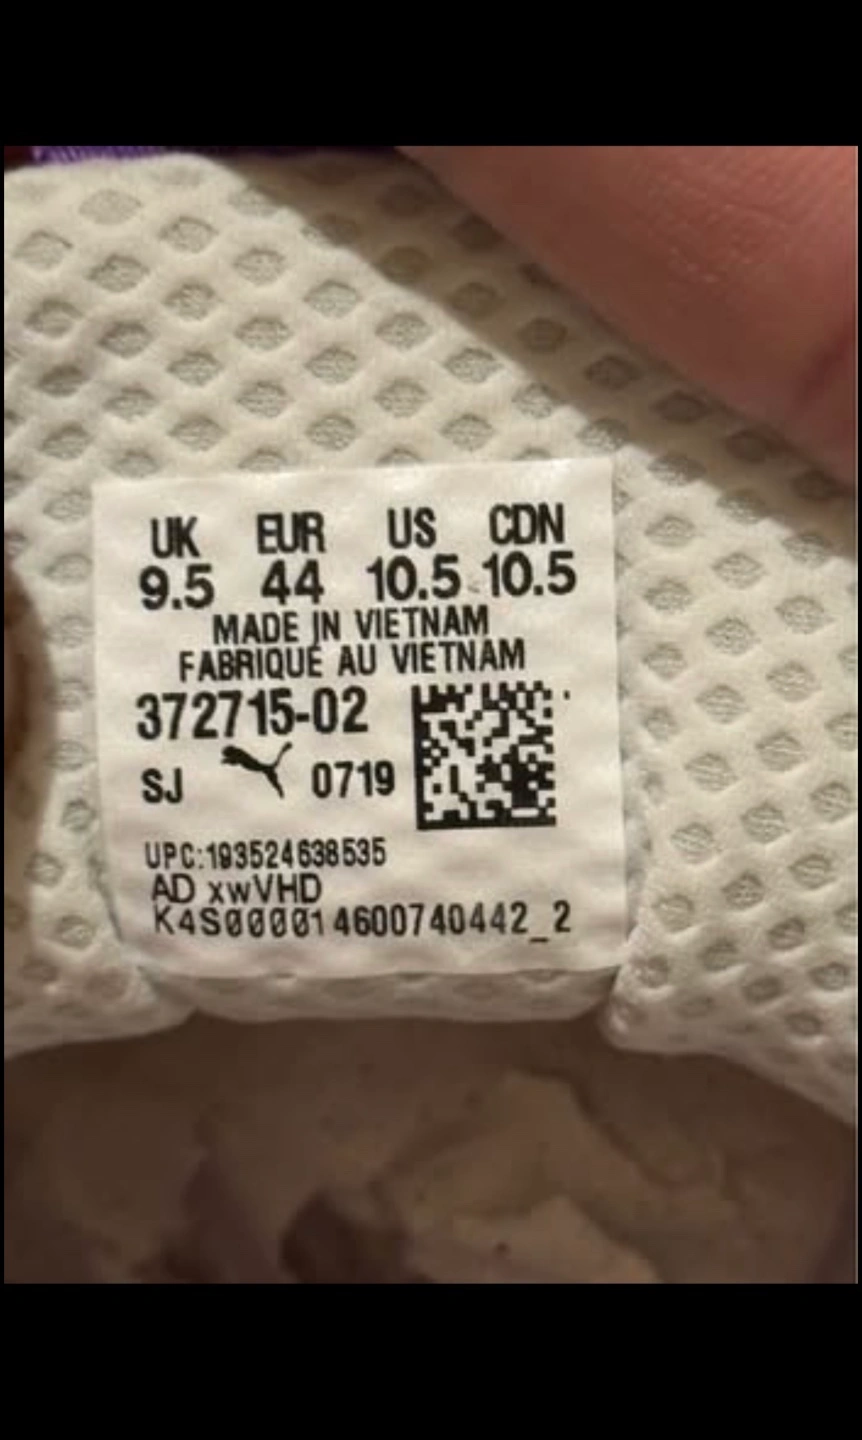 UK EUR US CDN
9.5 44 10.5 10.5
MADE IN VIETNAM
FABRIQUÉ AU VIETNAM
372715-02
SJ 0719
UPC:193524638535
AD xwVHD
K4S0000014600740442_2